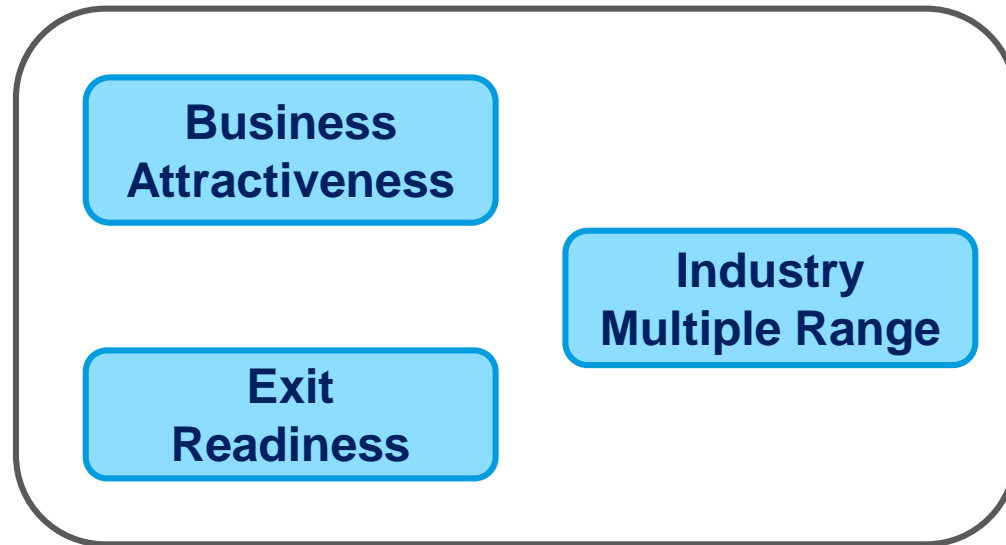 Business
Attractiveness
Industry
Multiple Range
Exit
Readiness